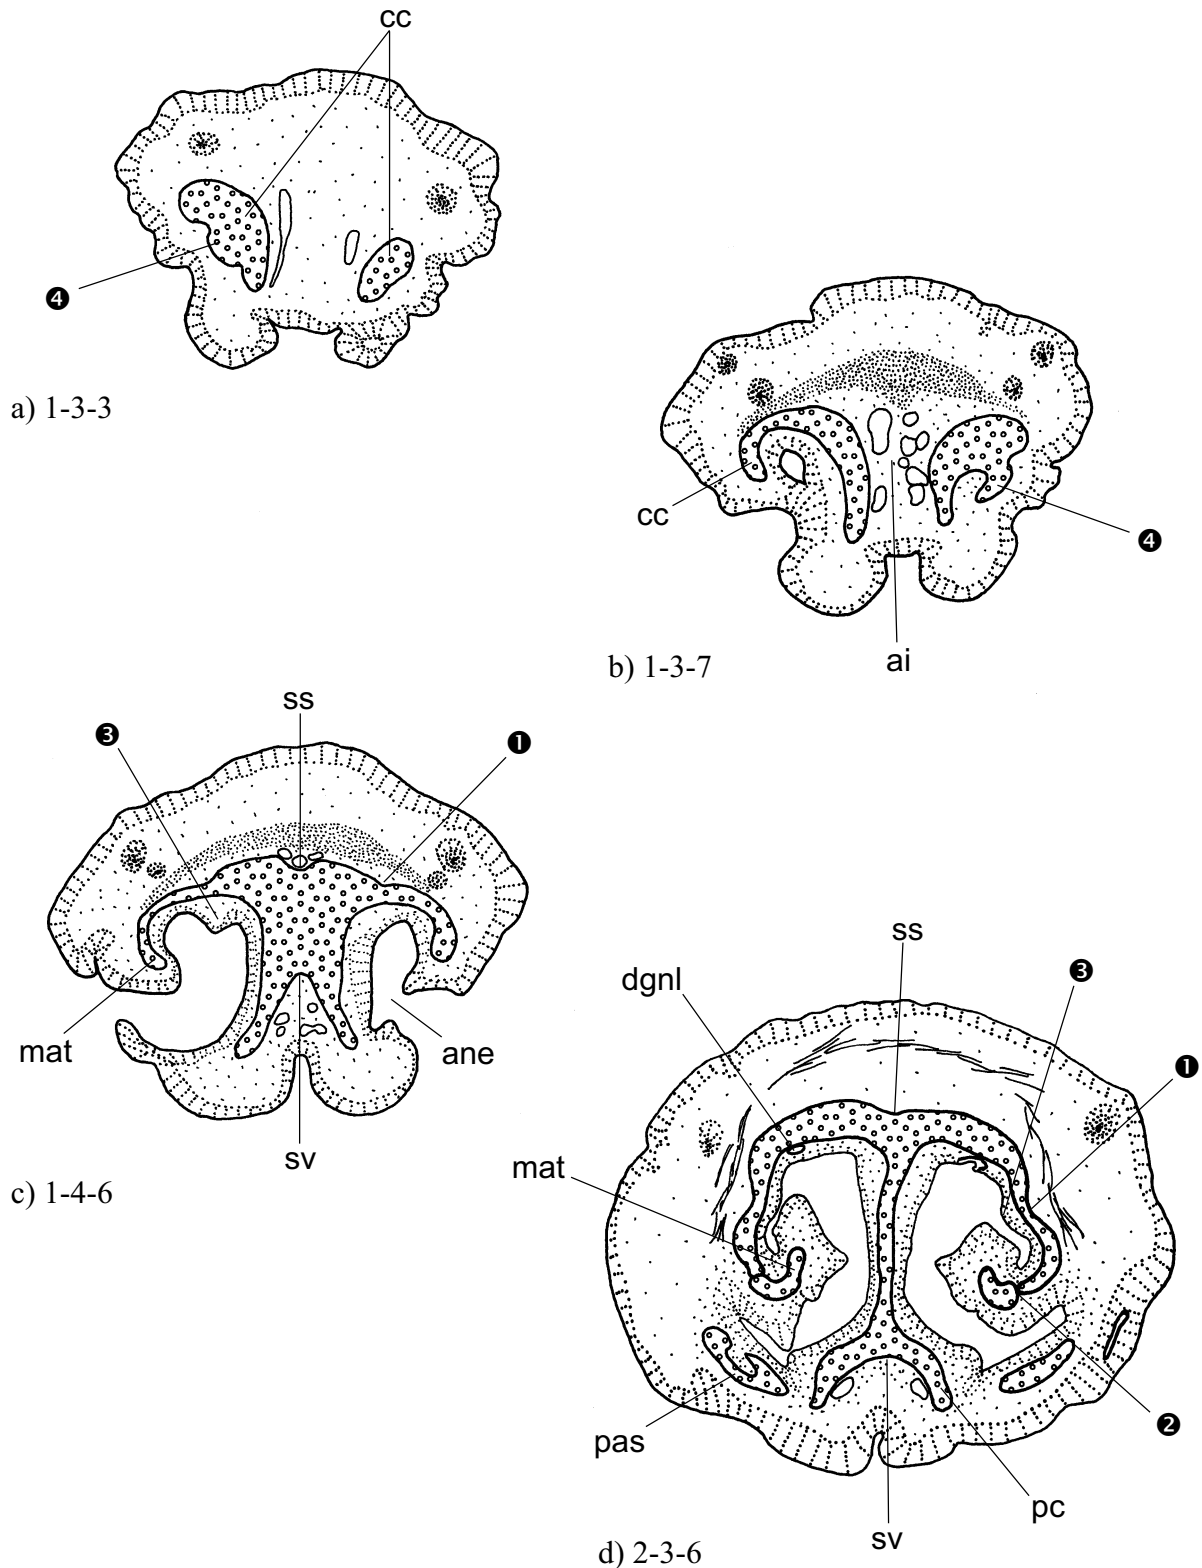 cc
❹
a) 1-3-3
cc
❹
ai
b) 1-3-7
ss
❸
❶
mat
ane
sv
c) 1-4-6
ss
dgnl
❸
❶
mat
pas
❷
pc
sv
d) 2-3-6